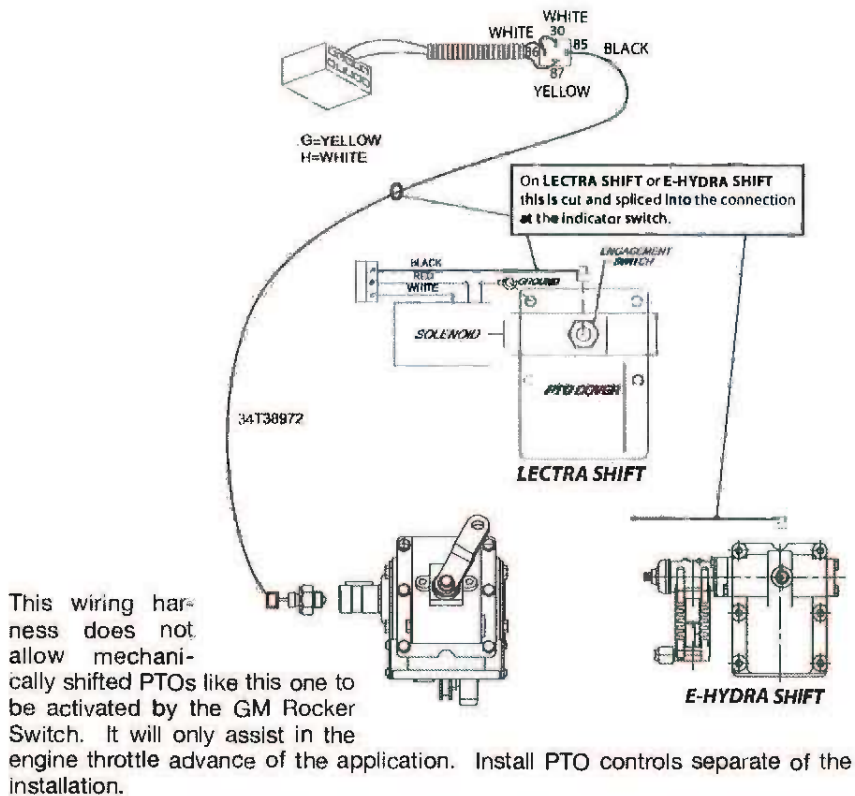 WHITE
WHITE
30
85
BLACK
86
87
YELLOW
G=YELLOW
H=WHITE
On LECTRA SHIFT or E-HYDRA SHIFT
this is cut and spliced into the connection
at the indicator switch.
ENGAGEMENT
SWITCH
BLACK
RED
GROUND
WHITE
SOLENOID
PTO COVER
34T38972
LECTRA SHIFT
E-HYDRA SHIFT
This wiring har-
ness does not
allow mechani-
cally shifted PTOs like this one to
be activated by the GM Rocker
Switch. It will only assist in the
engine throttle advance of the application. Install PTO controls separate of the
installation.